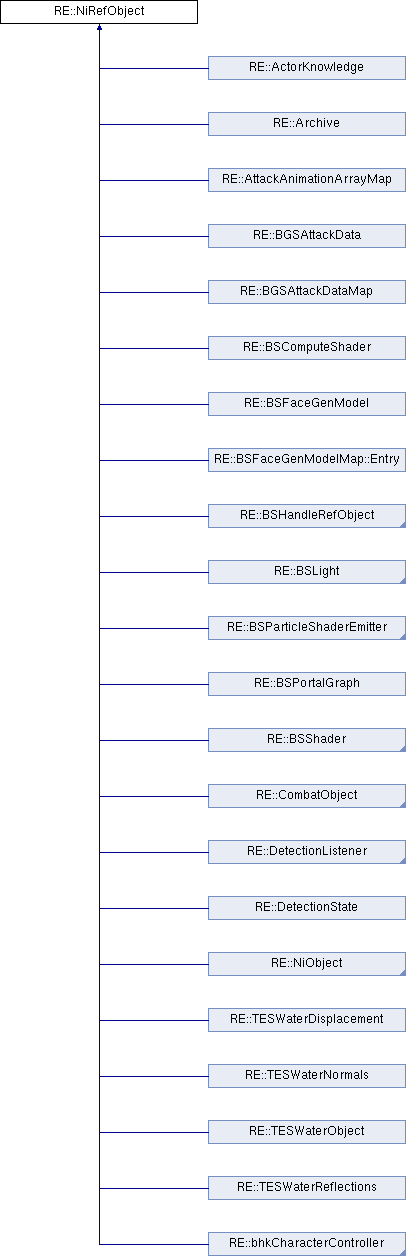 RE::NiRefObject
RE::ActorKnowledge
RE::Archive
RE::AttackAnimationArrayMap
RE::BGSAttackData
RE::BGSAttackDataMap
RE::BSComputeShader
RE::BSFaceGenModel
RE::BSFaceGenModelMap::Entry
RE::BSHandleRefObject
RE::BSLight
RE::BSParticleShaderEmitter
RE::BSPortalGraph
RE::BSShader
RE::CombatObject
RE::DetectionListener
RE::DetectionState
RE::NiObject
RE::TESWaterDisplacement
RE::TESWaterNormals
RE::TESWaterObject
RE::TESWaterReflections
RE::bhkCharacterController